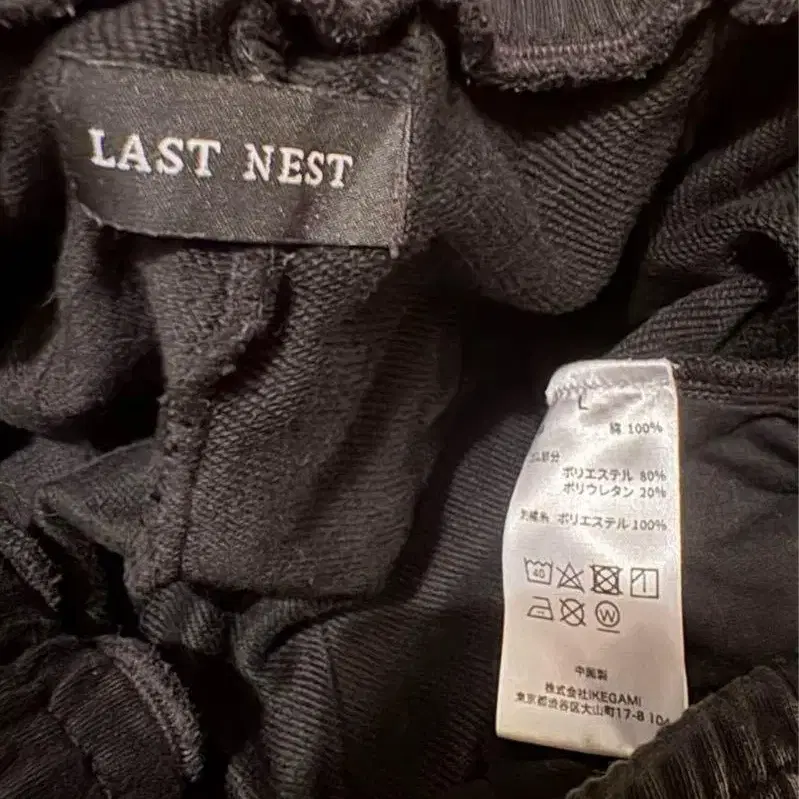 LAST NEST
L
綿 100%
ポリエステル 80%
ポリウレタン 20%
ポリエステル 100%
40
W
中国製
株式会社IKEGAMI
東京都渋谷区大山町17-8 104